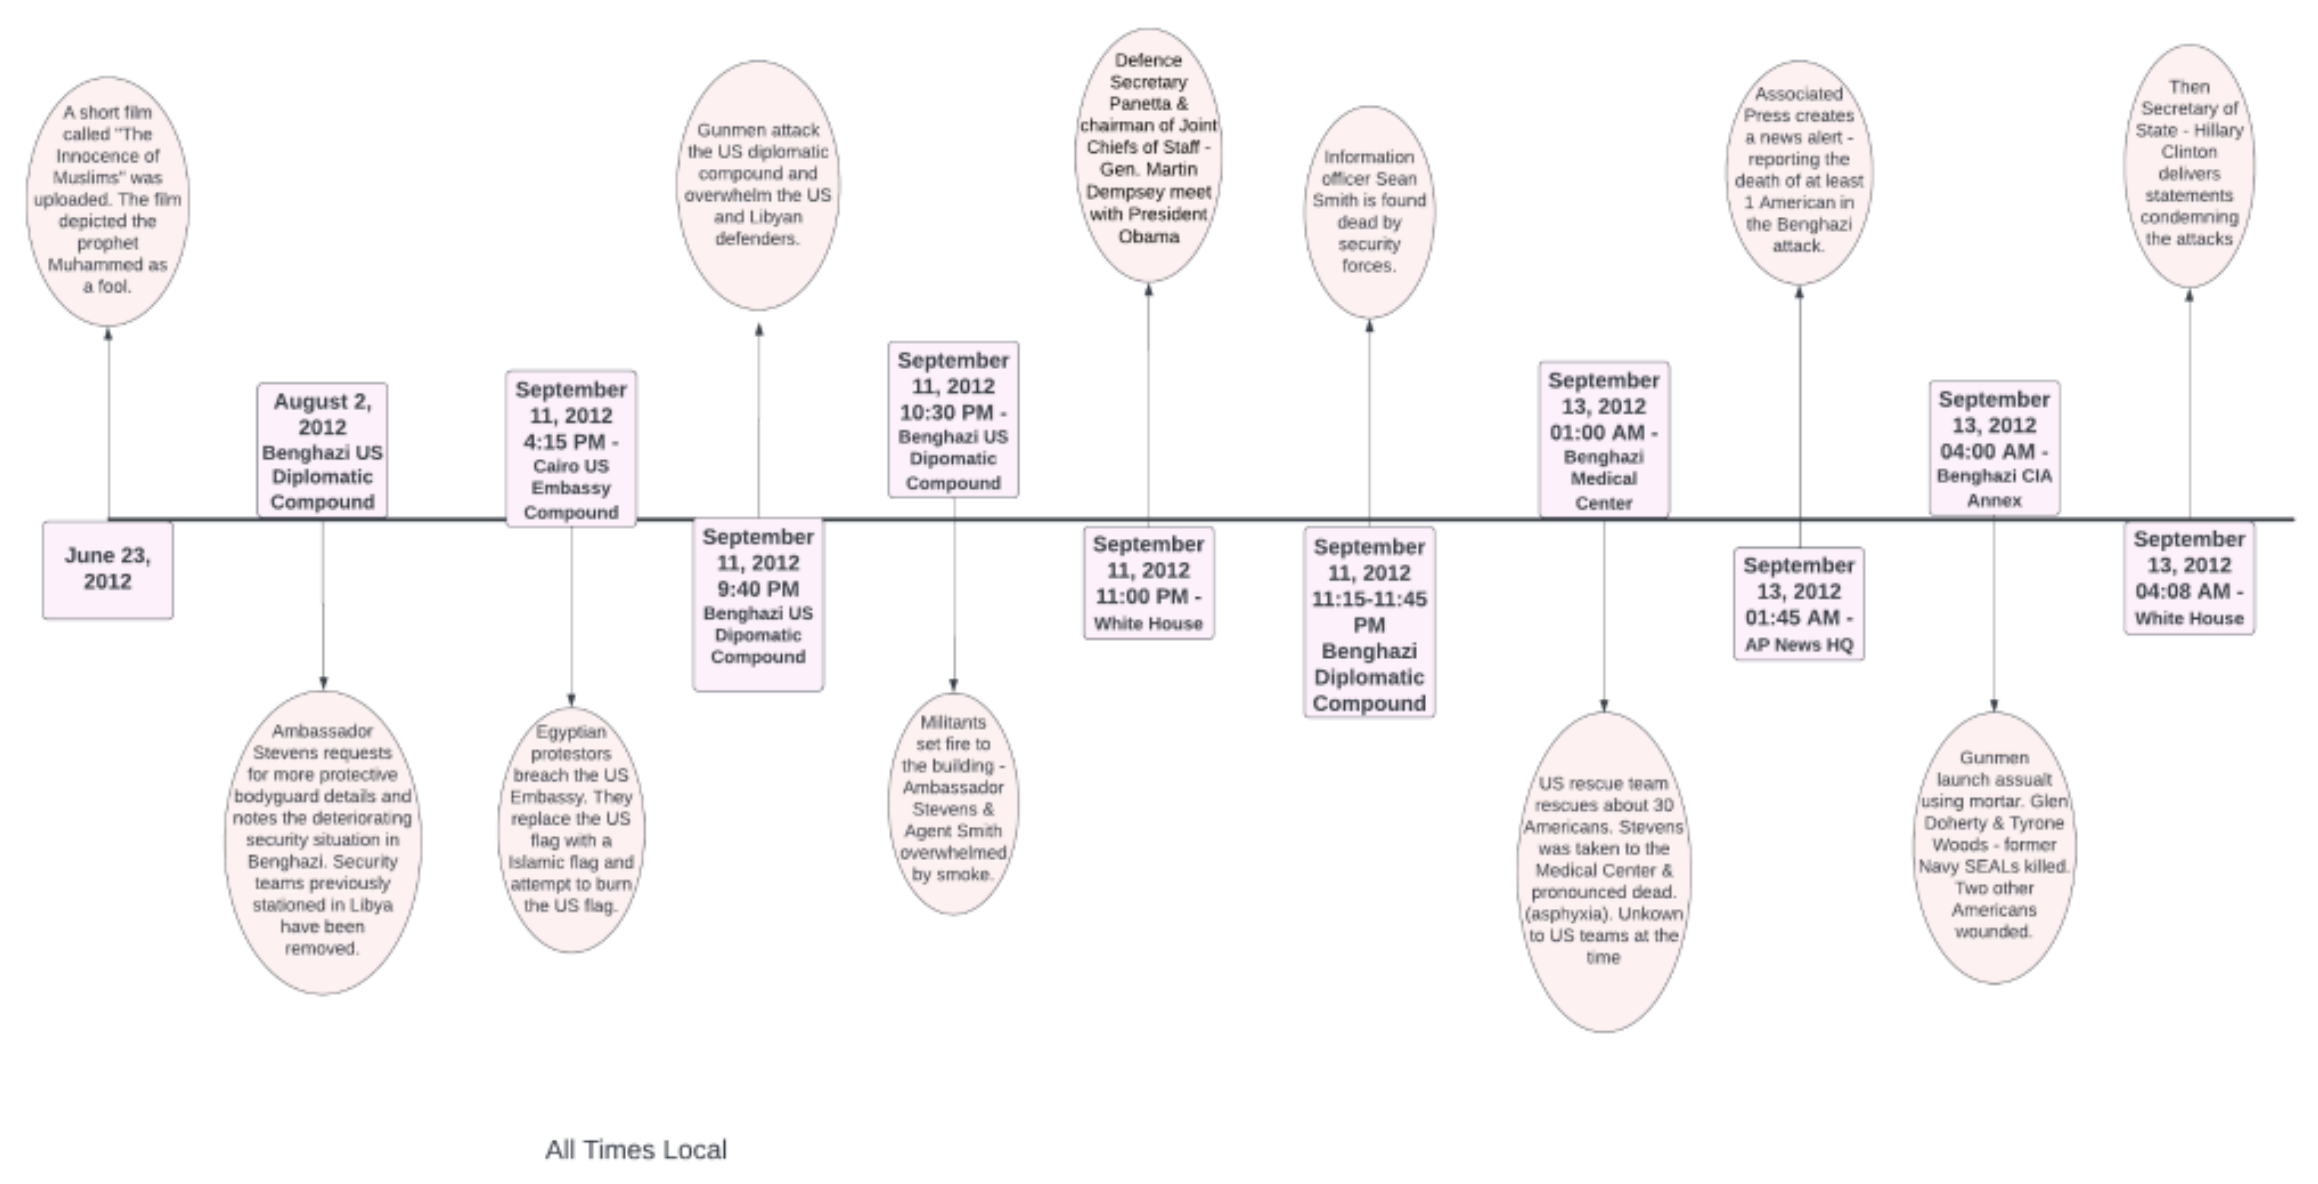 A short film
called "The
Innocence of
Muslims" was
uploaded. The film
depicted the
prophet
Muhammed as
a fool.
June 23,
2012
August 2,
2012
Benghazi US
Diplomatic
Compound
Ambassador
Stevens requests
for more protective
bodyguard details and
notes the deteriorating
security situation in
Benghazi. Security
teams previously
stationed in Libya
have been
removed.
September
11, 2012
4:15 PM -
Cairo US
Embassy
Compound
Egyptian
protestors
breach the US
Embassy. They
replace the US
flag with a
Islamic flag and
attempt to burn
the US flag.
Gunmen attack
the US diplomatic
compound and
overwhelm the US
and Libyan
defenders.
September
11, 2012
9:40 PM
Benghazi US
Dipomatic
Compound
September
11, 2012
10:30 PM -
Benghazi US
Dipomatic
Compound
Militants
set fire to
the building -
Ambassador
Stevens &
Agent Smith
overwhelmed
by smoke.
Defence
Secretary
Panetta &
chairman of Joint
Chiefs of Staff -
Gen. Martin
Dempsey meet
with President
Obama
September
11, 2012
11:00 PM -
White House
Information
officer Sean
Smith is found
dead by
security
forces.
September
11, 2012
11:15-11:45
PM
Benghazi
Diplomatic
Compound
September
13, 2012
01:00 AM -
Benghazi
Medical
Center
US rescue team
rescues about 30
Americans. Stevens
was taken to the
Medical Center &
pronounced dead.
(asphyxia). Unkown
to US teams at the
time
Associated
Press creates
a news alert -
reporting the
death of at least
1 American in
the Benghazi
attack.
September
13, 2012
01:45 AM -
AP News HQ
September
13, 2012
04:00 AM -
Benghazi CIA
Annex
Gunmen
launch assualt
using mortar. Glen
Doherty & Tyrone
Woods - former
Navy SEALs killed.
Two other
Americans
wounded.
Then
Secretary of
State - Hillary
Clinton
delivers
statements
condemning
the attacks
September
13, 2012
04:08 AM -
White House
All Times Local